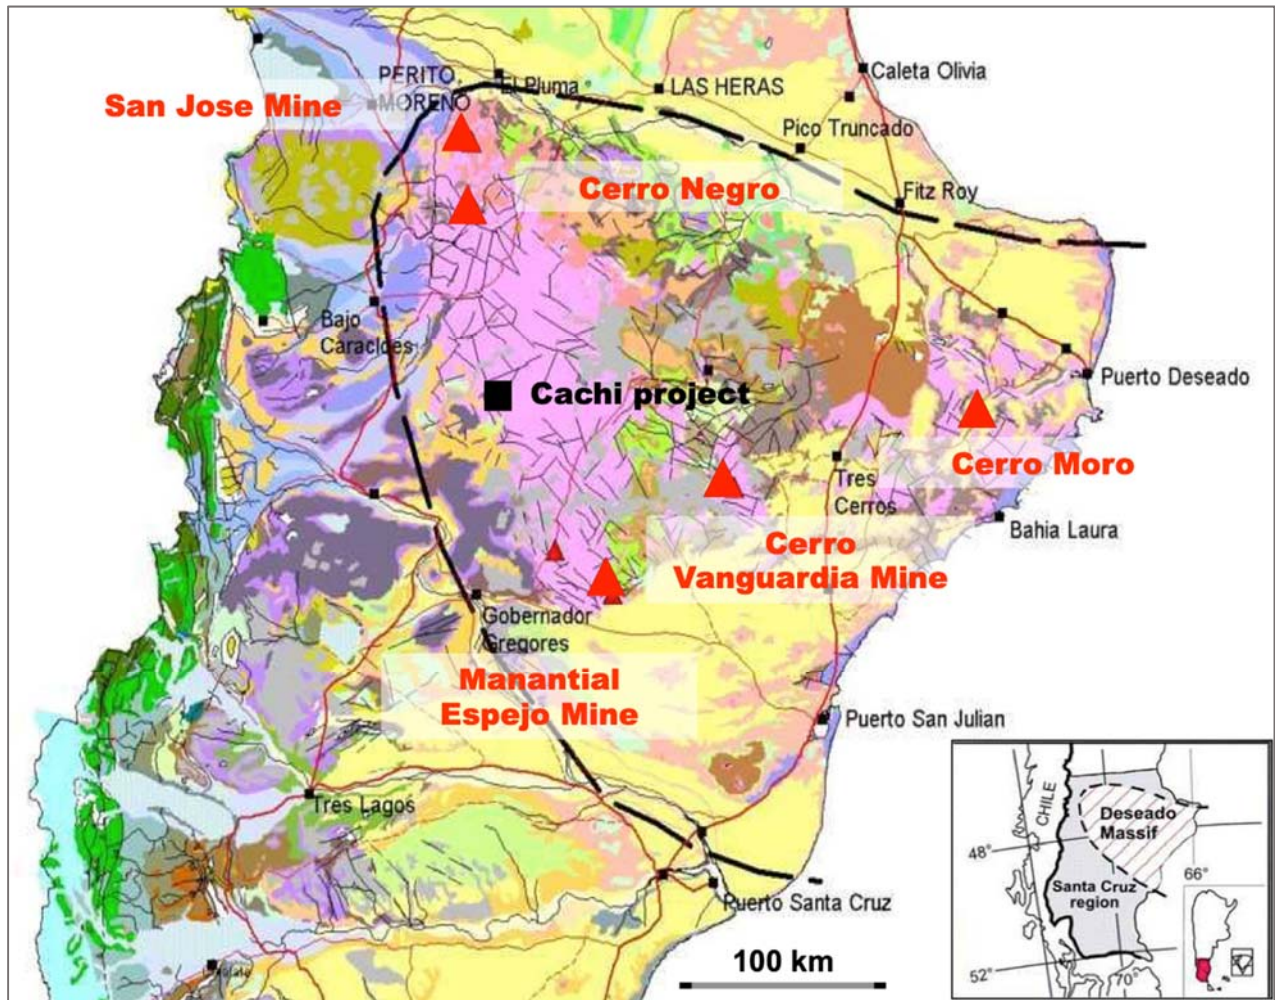 Caleta Olivia
PERITO
MORENO
El Pluma
LAS HERAS
San Jose Mine
Pico Truncado
Cerro Negro
Fitz Roy
Bajo
Caracloes
Cachi project
Puerto Deseado
Cerro Moro
Tres
Cerros
Bahia Laura
Cerro
Vanguardia Mine
Gobernador
Gregores
Manantial
Espejo Mine
Puerto San Julian
Tres Lagos
Puerto Santa Cruz
100 km
CHILE
Deseado
Massif
48°
66°
Santa Cruz
region
52°
70°